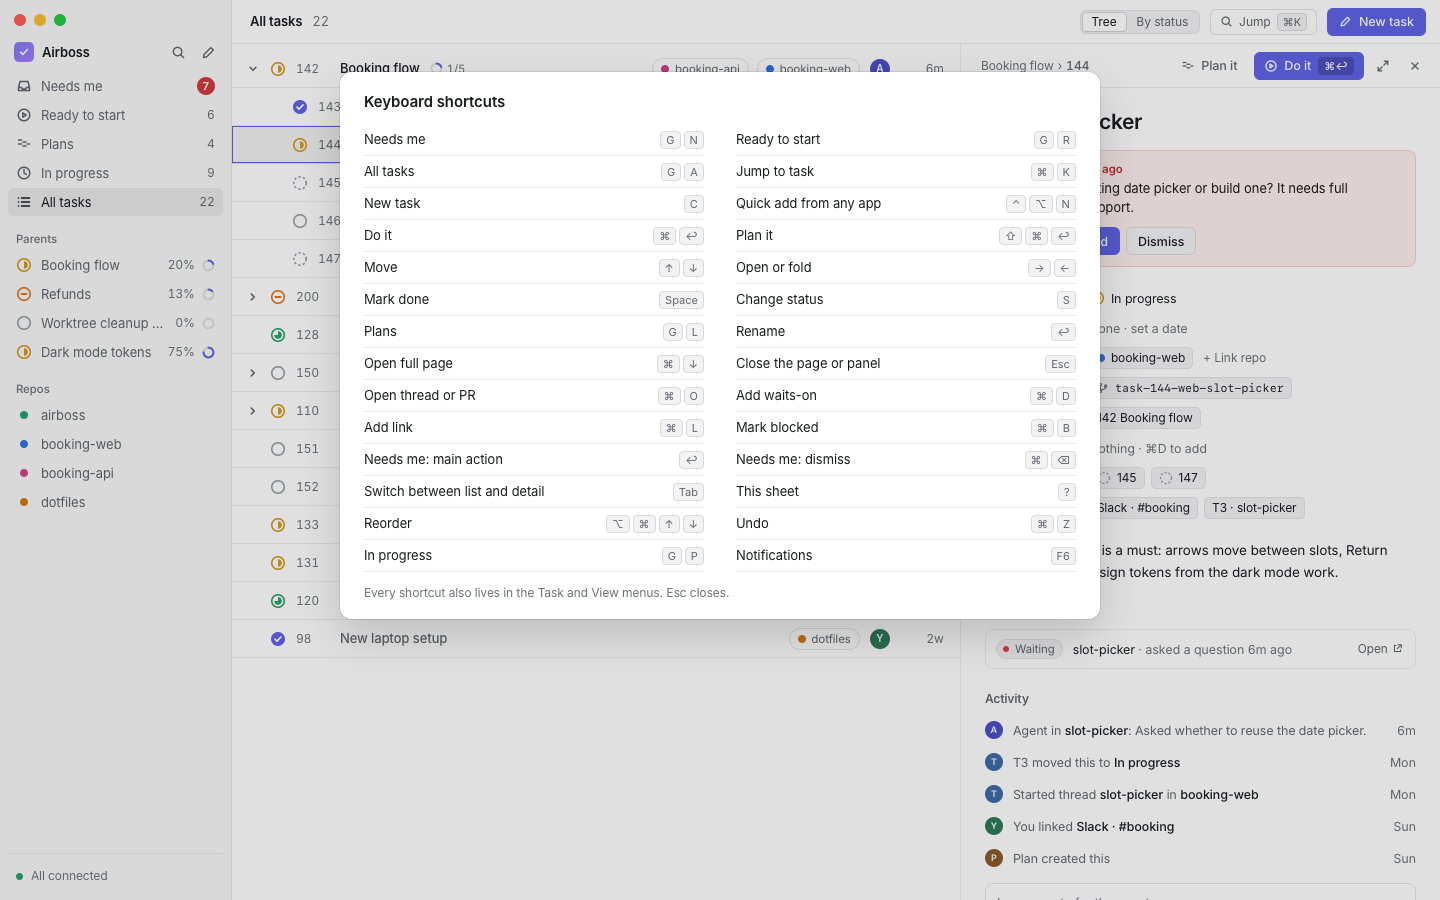 All tasks 22
Tree By status
Jump ⌘K
New task
Airboss
Needs me 7
Ready to start 6
Plans 4
In progress 9
All tasks 22
Parents
Booking flow 20%
Refunds 13%
Worktree cleanup ... 0%
Dark mode tokens 75%
Repos
airboss
booking-web
booking-api
dotfiles
All connected
142 Booking flow 1/5 booking-api booking-web A 6m
143
144
145
146
147
200
128
150
110
151
152
133
131
120
98 New laptop setup dotfiles Y 2w
Keyboard shortcuts
Needs me G N
Ready to start G R
All tasks G A
Jump to task ⌘ K
New task C
Quick add from any app ^ ⌥ N
Do it ⌘ ↩
Plan it ⇧ ⌘ ↩
Move ↑ ↓
Open or fold → ←
Mark done Space
Change status S
Plans G L
Rename ↩
Open full page ⌘ ↓
Close the page or panel Esc
Open thread or PR ⌘ O
Add waits-on ⌘ D
Add link ⌘ L
Mark blocked ⌘ B
Needs me: main action ↩
Needs me: dismiss ⌘ ⌫
Switch between list and detail Tab
This sheet ?
Reorder ⌥ ⌘ ↑ ↓
Undo ⌘ Z
In progress G P
Notifications F6
Every shortcut also lives in the Task and View menus. Esc closes.
Booking flow › 144
Plan it
Do it ⌘↩
cker
ago
ting date picker or build one? It needs full
pport.
d Dismiss
In progress
one · set a date
booking-web + Link repo
task-144-web-slot-picker
142 Booking flow
othing · ⌘D to add
145 147
Slack · #booking T3 · slot-picker
is a must: arrows move between slots, Return
sign tokens from the dark mode work.
Waiting slot-picker · asked a question 6m ago Open
Activity
A Agent in slot-picker: Asked whether to reuse the date picker. 6m
T T3 moved this to In progress Mon
T Started thread slot-picker in booking-web Mon
Y You linked Slack · #booking Sun
P Plan created this Sun